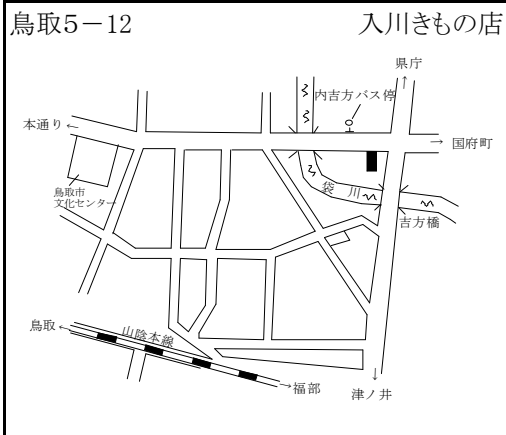 鳥取5-12
入川きもの店
県庁
内吉方バス停
本通り←
→ 国府町
鳥取市
文化センター
袋川
吉方橋
鳥取←
山陰本線
→福部
津ノ井